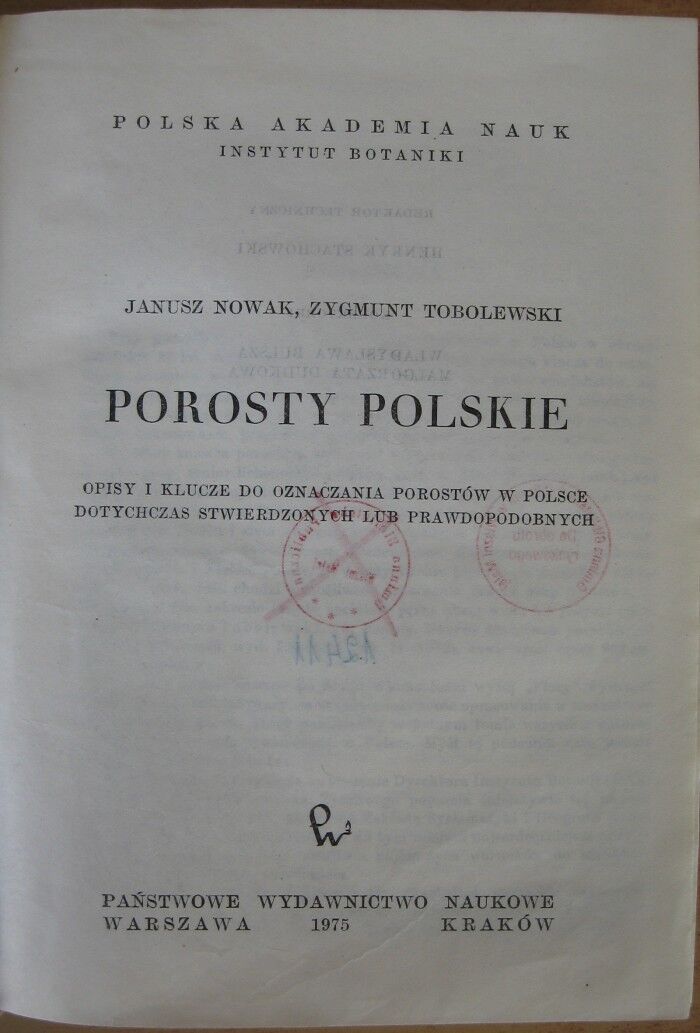 POLSKA AKADEMIA NAUK
INSTYTUT BOTANIKI
JANUSZ NOWAK, ZYGMUNT TOBOLEWSKI
POROSTY POLSKIE
OPISY I KLUCZE DO OZNACZANIA POROSTÓW W POLSCE
DOTYCHCZAS STWIERDZONYCH LUB PRAWDOPODOBNYCH
PAŃSTWOWE WYDAWNICTWO NAUKOWE
WARSZAWA 1975 KRAKÓW